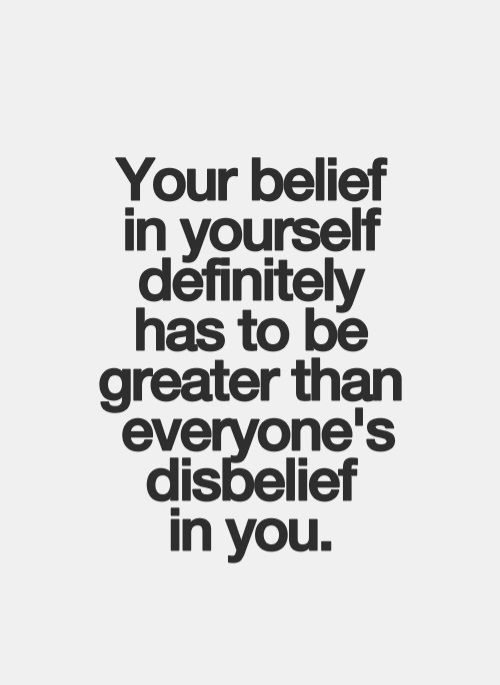 Your belief
in yourself
definitely
has to be
greater than
everyone's
disbelief
in you.